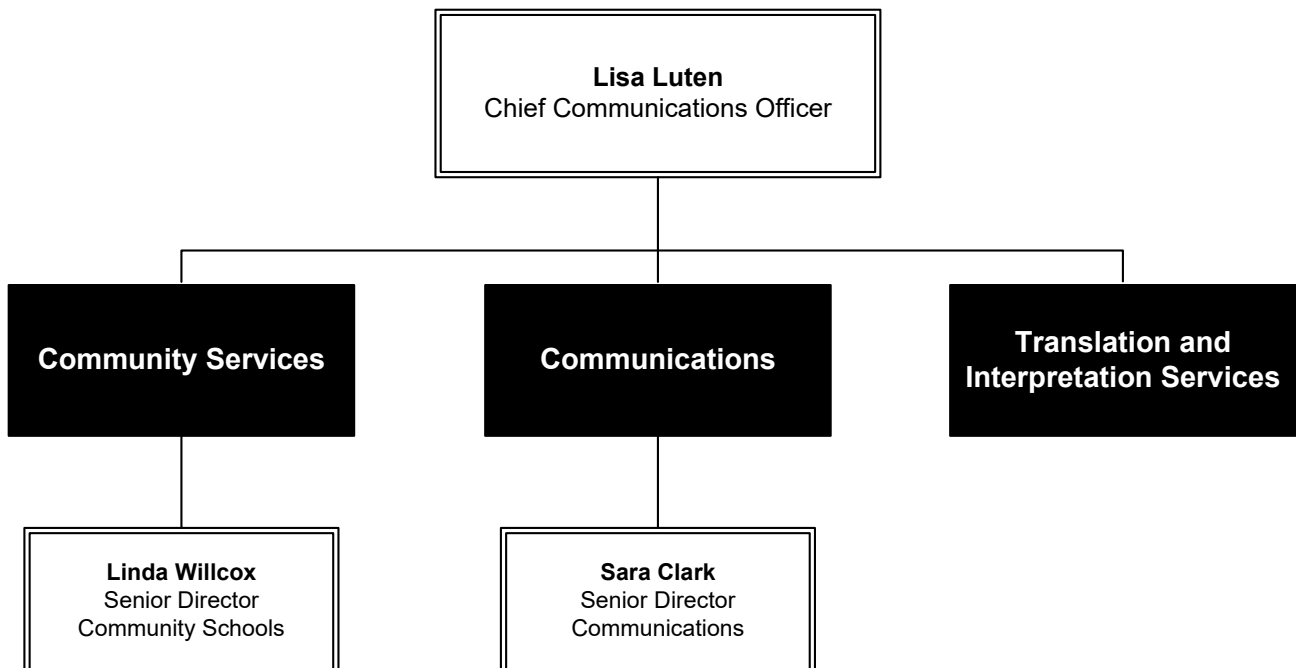 Lisa Luten
Chief Communications Officer
Community Services
Communications
Translation and
Interpretation Services
Linda Willcox
Senior Director
Community Schools
Sara Clark
Senior Director
Communications